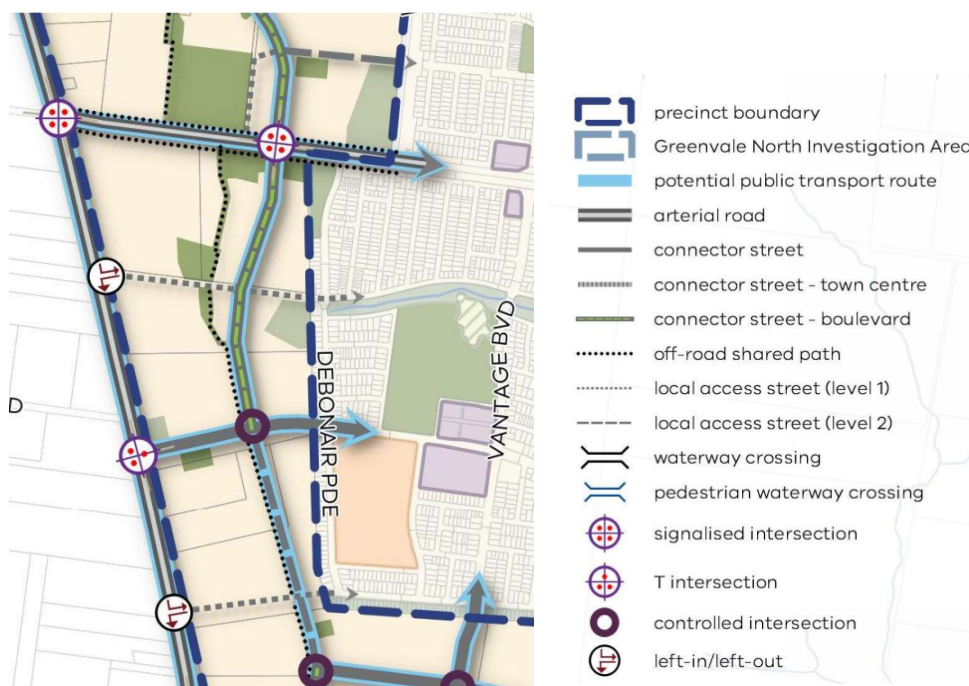 DEBONAIR PDE
VANTAGE BVD
D
precinct boundary
Greenvale North Investigation Area
potential public transport route
arterial road
connector street
connector street - town centre
connector street - boulevard
off-road shared path
local access street (level 1)
local access street (level 2)
waterway crossing
pedestrian waterway crossing
signalised intersection
T intersection
controlled intersection
left-in/left-out